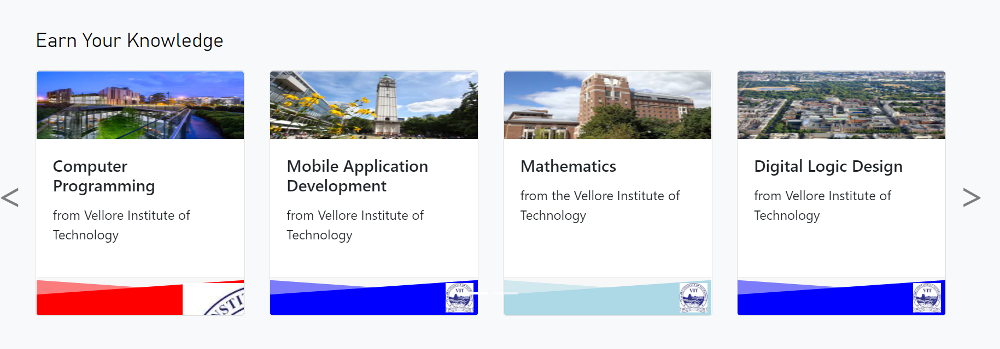 Earn Your Knowledge
Computer
Programming
from Vellore Institute of
Technology
Mobile Application
Development
from Vellore Institute of
Technology
Mathematics
from the Vellore Institute of
Technology
Digital Logic Design
from Vellore Institute of
Technology
<
>
NSTI
VIT
VIT
VIT